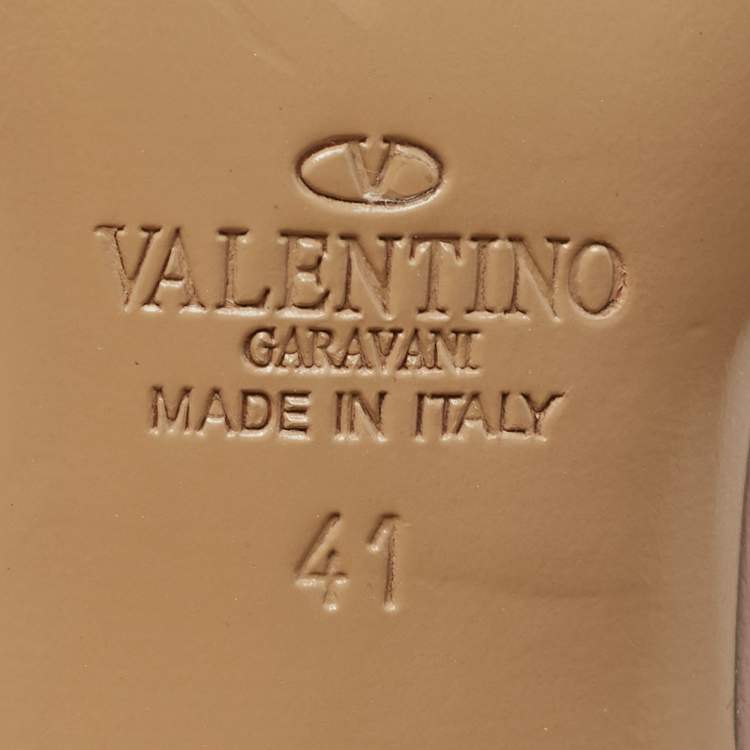 V
VALENTINO
GARAVANI
MADE IN ITALY
41